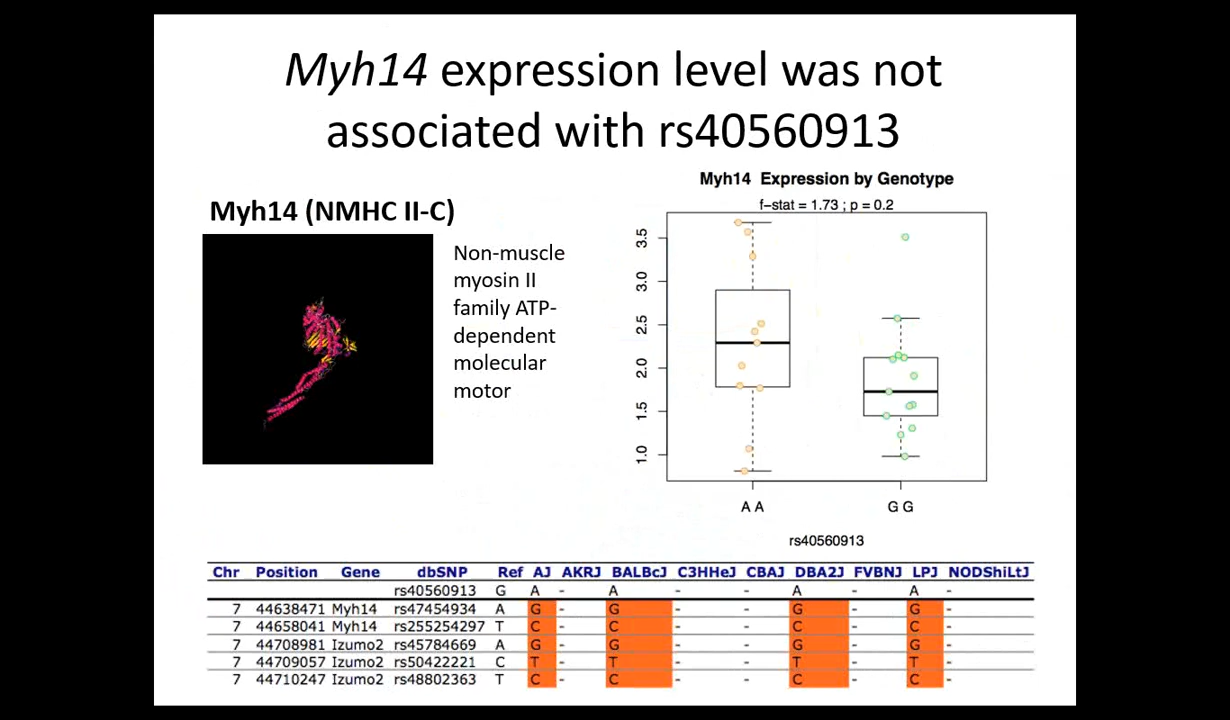 Myh14 expression level was not
associated with rs40560913
Myh14 (NMHC II-C)
Non-muscle
myosin II
family ATP-
dependent
molecular
motor
Myh14 Expression by Genotype
f-stat = 1.73 ; p = 0.2
3.5
3.0
2.5
2.0
1.5
1.0
A A
G G
rs40560913
Chr Position Gene dbSNP Ref AJ AKRJ BALBcJ C3HHeJ CBAJ DBA2J FVBNJ LPJ NODShiLtJ
rs40560913 G A - A - - A - A -
7 44638471 Myh14 rs47454934 A G - G - - G - G -
7 44658041 Myh14 rs255254297 T C - C - - C - C -
7 44708981 Izumo2 rs45784669 A G - G - - G - G -
7 44709057 Izumo2 rs50422221 C T - T - - T - T -
7 44710247 Izumo2 rs48802363 T C - C - - C - C -